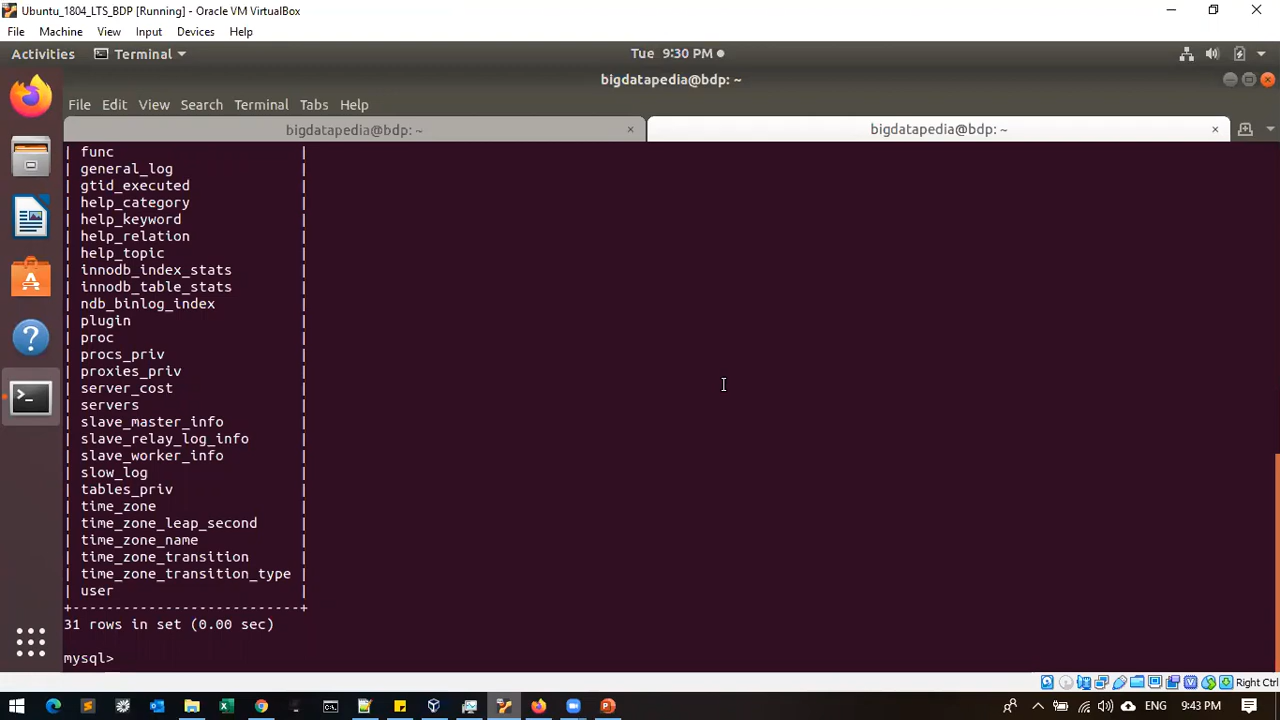 Ubuntu_1804_LTS_BDP [Running] - Oracle VM VirtualBox
File Machine View Input Devices Help
Activities Terminal Tue 9:30 PM
bigdatapedia@bdp: ~
File Edit View Search Terminal Tabs Help
bigdatapedia@bdp: ~ × bigdatapedia@bdp: ~ ×
| func |
| general_log |
| gtid_executed |
| help_category |
| help_keyword |
| help_relation |
| help_topic |
| innodb_index_stats |
| innodb_table_stats |
| ndb_binlog_index |
| plugin |
| proc |
| procs_priv |
| proxies_priv |
| server_cost |
| servers |
| slave_master_info |
| slave_relay_log_info |
| slave_worker_info |
| slow_log |
| tables_priv |
| time_zone |
| time_zone_leap_second |
| time_zone_name |
| time_zone_transition |
| time_zone_transition_type |
| user |
+---------------------------+
31 rows in set (0.00 sec)
mysql>
Right Ctrl
ENG 9:43 PM